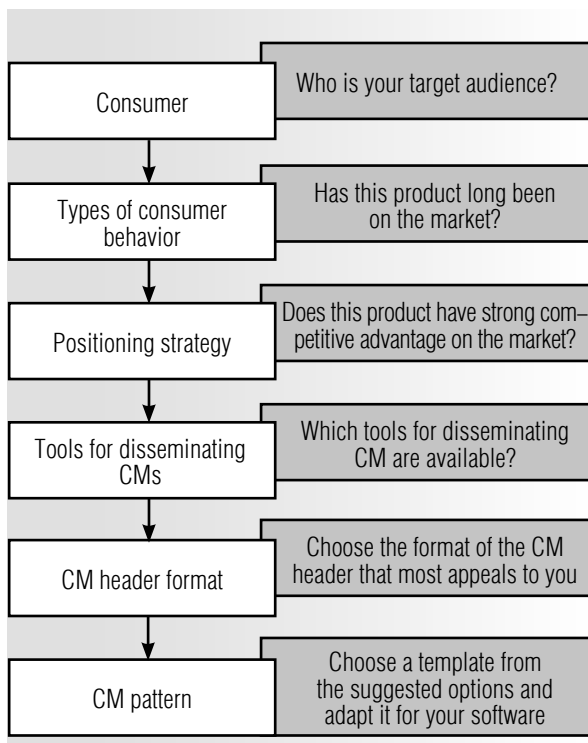 Consumer
Who is your target audience?
Types of consumer
behavior
Has this product long been
on the market?
Positioning strategy
Does this product have strong com–
petitive advantage on the market?
Tools for disseminating
CMs
Which tools for disseminating
CM are available?
CM header format
Choose the format of the CM
header that most appeals to you
CM pattern
Choose a template from
the suggested options and
adapt it for your software